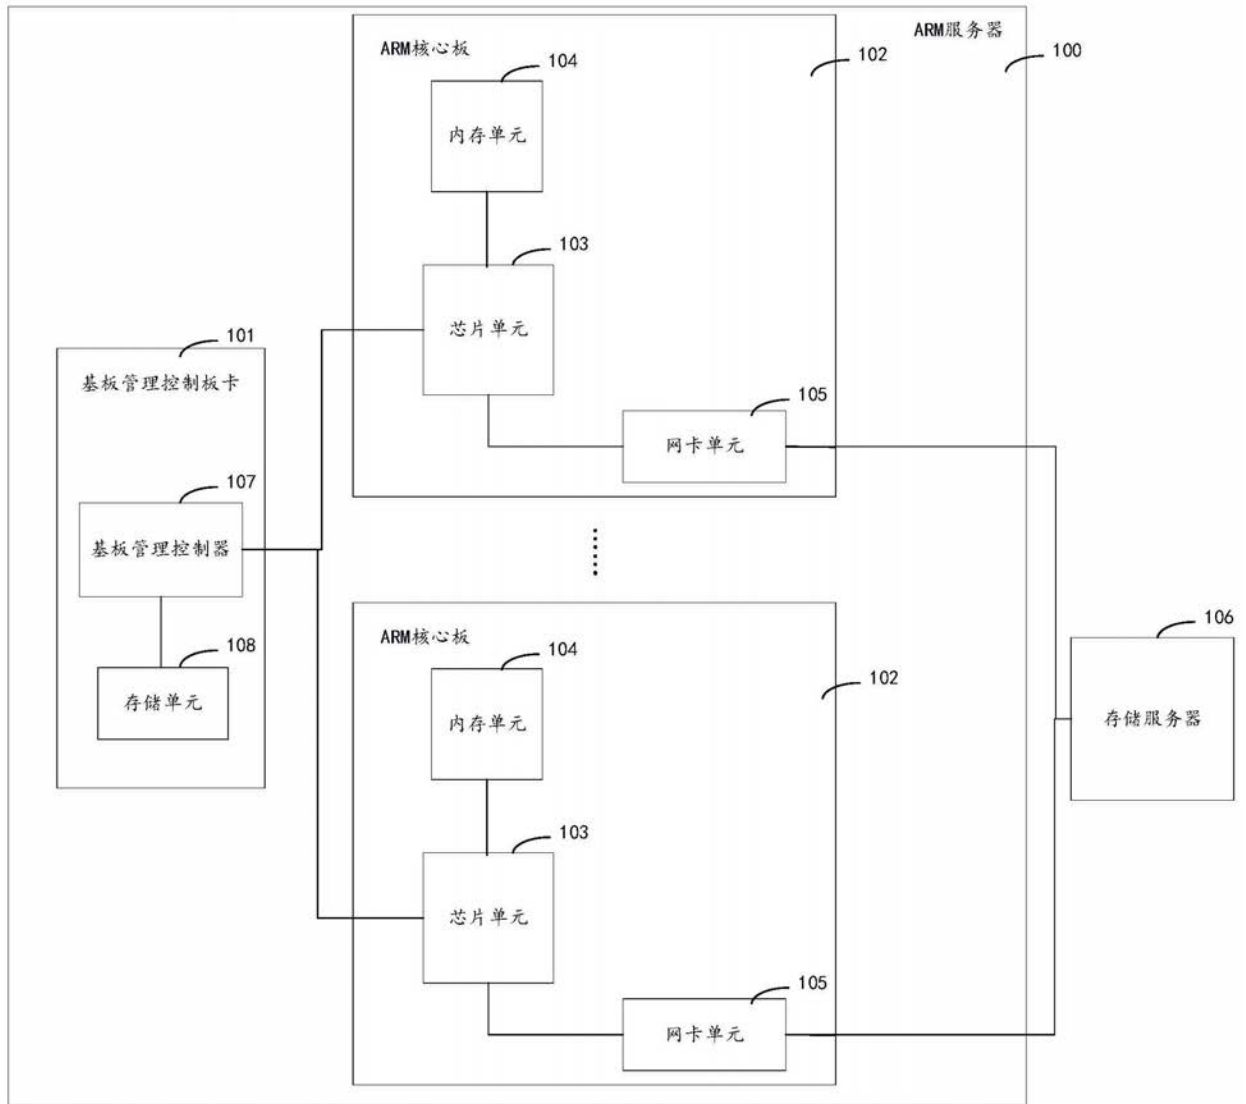 ARM服务器
100
ARM核心板
102
104
内存单元
103
芯片单元
105
网卡单元
101
基板管理控制板卡
107
基板管理控制器
108
存储单元
ARM核心板
102
104
内存单元
103
芯片单元
105
网卡单元
106
存储服务器